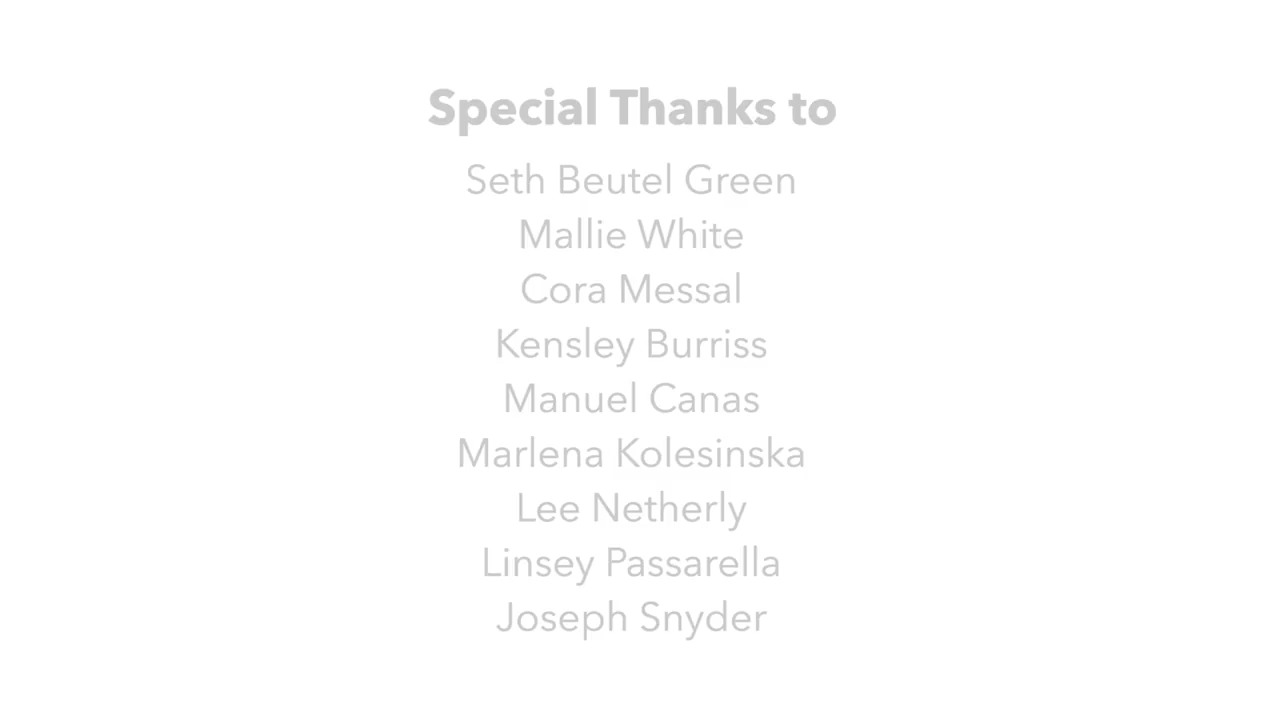 Special Thanks to
Seth Beutel Green
Mallie White
Cora Messal
Kensley Burriss
Manuel Canas
Marlena Kolesinska
Lee Netherly
Linsey Passarella
Joseph Snyder